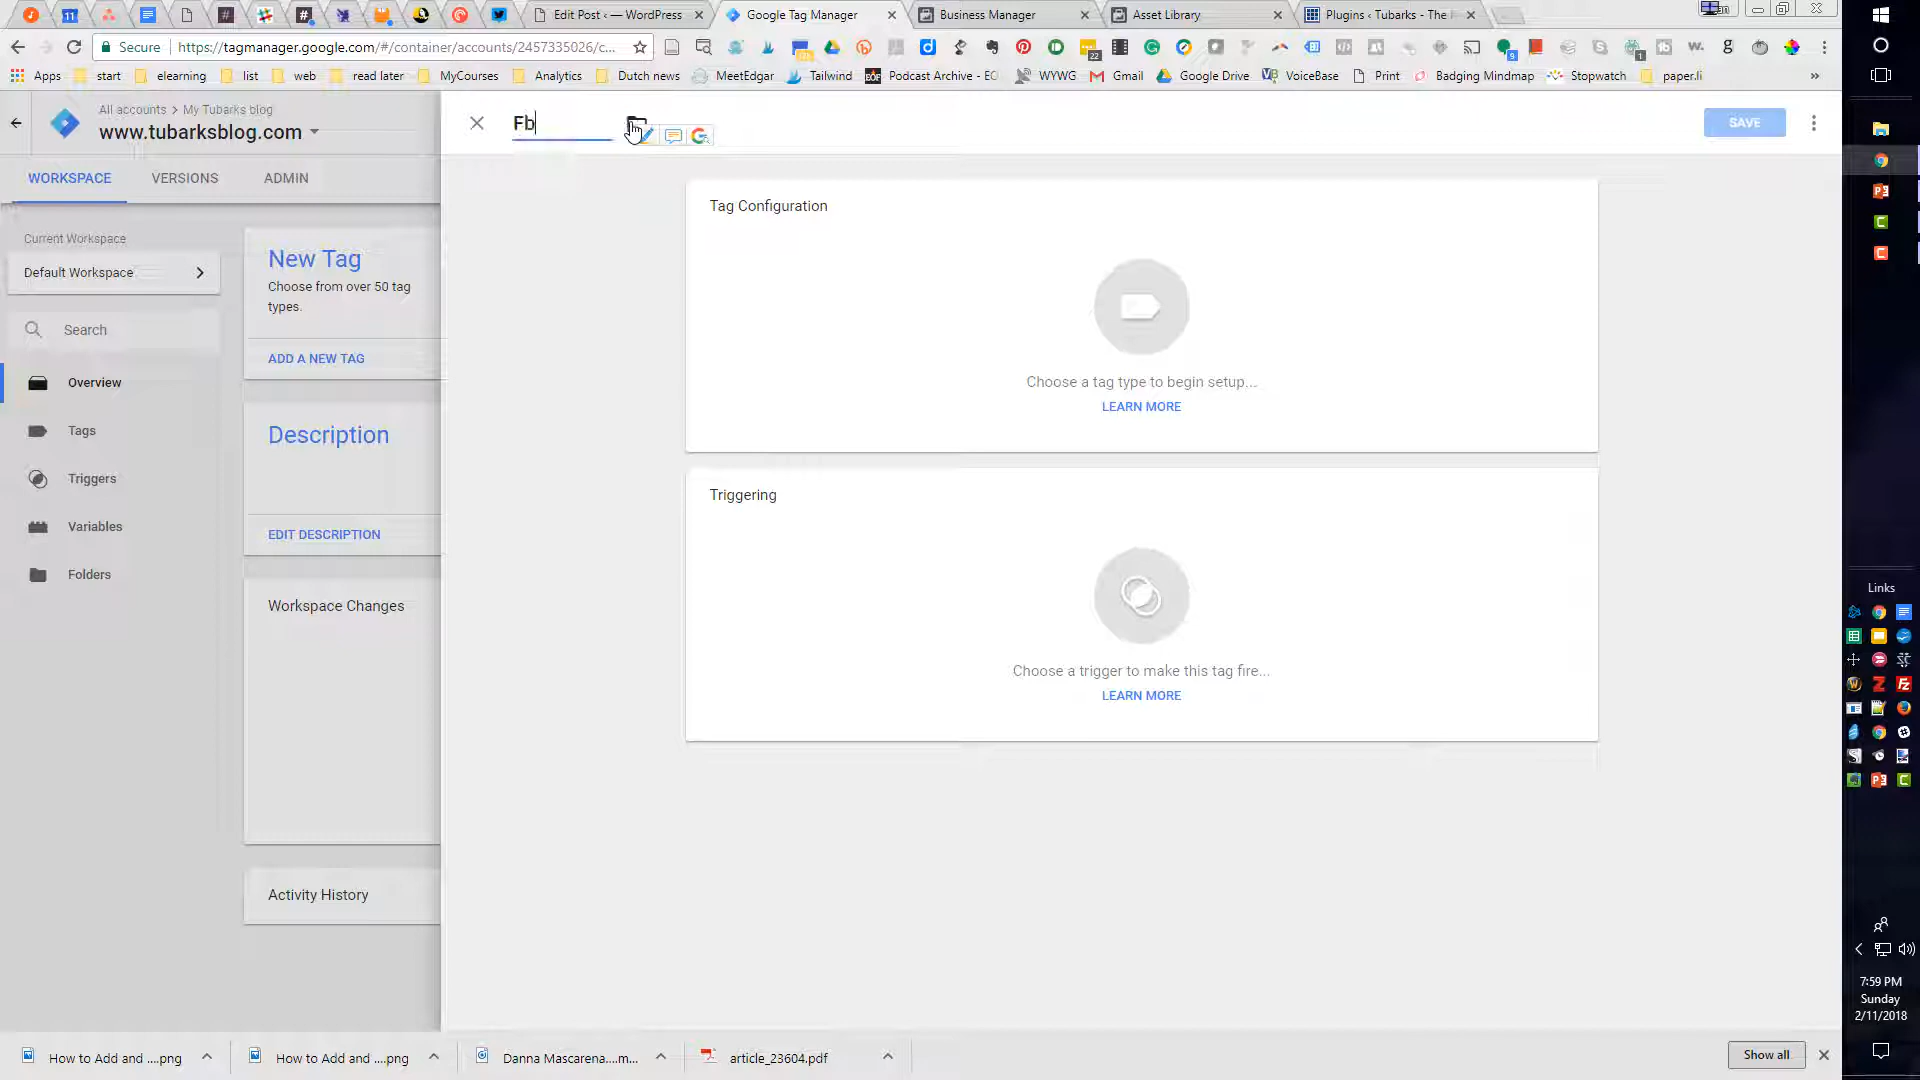 Edit Post ‹ — WordPress
Google Tag Manager
Business Manager
Asset Library
Plugins ‹ Tubarks - The
Secure
https://tagmanager.google.com/#/container/accounts/2457335026/c...
22
9
1
Apps
start
elearning
list
web
read later
MyCourses
Analytics
Dutch news
MeetEdgar
Tailwind
Podcast Archive - EO
WYWG
Gmail
Google Drive
VoiceBase
Print
Badging Mindmap
Stopwatch
paper.li
»
All accounts > My Tubarks blog
www.tubarksblog.com
Fb
SAVE
WORKSPACE
VERSIONS
ADMIN
Current Workspace
Default Workspace
Search
Overview
Tags
Triggers
Variables
Folders
New Tag
Choose from over 50 tag
types.
ADD A NEW TAG
Description
EDIT DESCRIPTION
Workspace Changes
Activity History
Tag Configuration
Choose a tag type to begin setup...
LEARN MORE
Triggering
Choose a trigger to make this tag fire...
LEARN MORE
Links
7:59 PM
Sunday
2/11/2018
How to Add and ....png
How to Add and ....png
Danna Mascarena....m...
article_23604.pdf
Show all